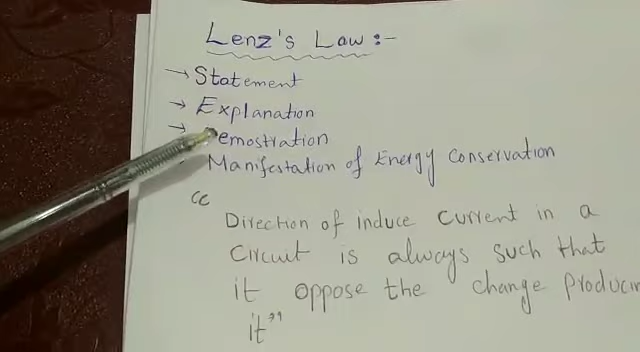 Lenz's Law :-
→ Statement
→ Explanation
→ Demostration
Manifestation of Energy Conservation
“ Direction of induce current in a
circuit is always such that
it oppose the change producin
it”